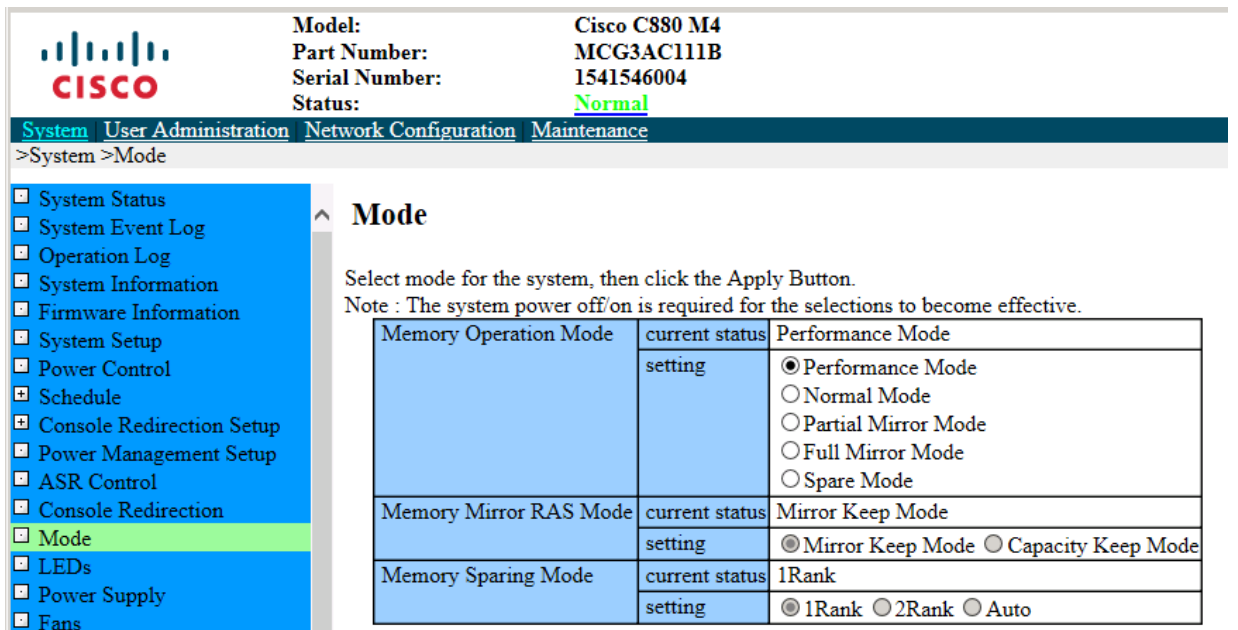 CISCO
Model: Cisco C880 M4
Part Number: MCG3AC111B
Serial Number: 1541546004
Status: Normal
System User Administration Network Configuration Maintenance
>System >Mode
System Status
System Event Log
Operation Log
System Information
Firmware Information
System Setup
Power Control
Schedule
Console Redirection Setup
Power Management Setup
ASR Control
Console Redirection
Mode
LEDs
Power Supply
Fans
Mode
Select mode for the system, then click the Apply Button.
Note : The system power off/on is required for the selections to become effective.
Memory Operation Mode current status Performance Mode
setting Performance Mode
Normal Mode
Partial Mirror Mode
Full Mirror Mode
Spare Mode
Memory Mirror RAS Mode current status Mirror Keep Mode
setting Mirror Keep Mode Capacity Keep Mode
Memory Sparing Mode current status 1Rank
setting 1Rank 2Rank Auto